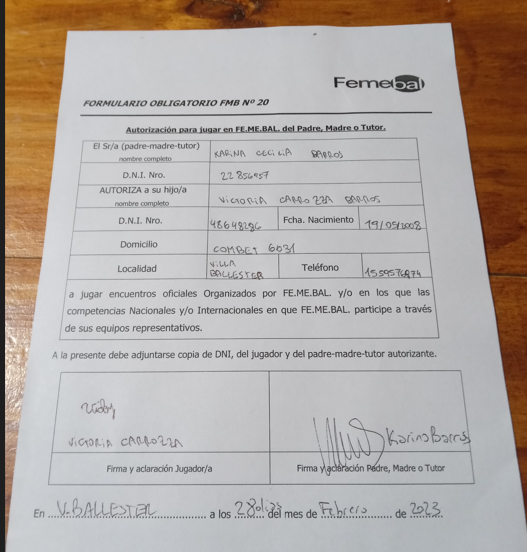 Femebal
FORMULARIO OBLIGATORIO FMB Nº 20
Autorización para jugar en FE.ME.BAL. del Padre, Madre o Tutor.
El Sr/a (padre-madre-tutor) KARINA CECILIA BARROS
nombre completo
D.N.I. Nro. 22 856457
AUTORIZA a su hijo/a VICTORIA CARROZZA BARROS
nombre completo
D.N.I. Nro. 48648286 Fcha. Nacimiento 19/05/2008
Domicilio COMBET 6031
Localidad VILLA BALLESTER Teléfono
a jugar encuentros oficiales Organizados por FE.ME.BAL. y/o en los que las
competencias Nacionales y/o Internacionales en que FE.ME.BAL. participe a través
de sus equipos representativos.
A la presente debe adjuntarse copia de DNI, del jugador y del padre-madre-tutor autorizante.
VICTORIA CARROZZA Karina Barros
Firma y aclaración Jugador/a Firma y aclaración Padre, Madre o Tutor
En V. BALLESTER a los 28 del mes de Febrero de 2023